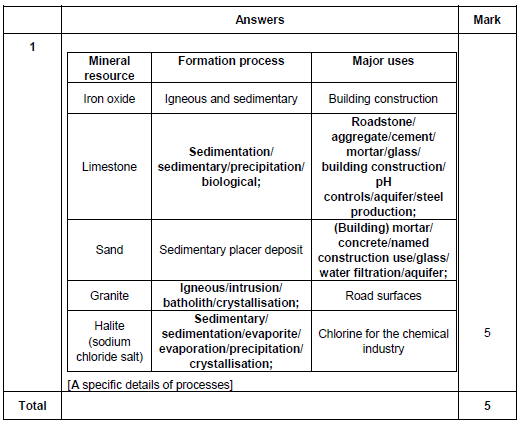 Answers Mark
1
Mineral resource Formation process Major uses
Iron oxide Igneous and sedimentary Building construction
Limestone
Sedimentation/
sedimentary/precipitation/
biological;
Roadstone/
aggregate/cement/
mortar/glass/
building construction/
pH
controls/aquifer/steel
production;
Sand Sedimentary placer deposit
(Building) mortar/
concrete/named
construction use/glass/
water filtration/aquifer;
Granite
Igneous/intrusion/
batholith/crystallisation;
Road surfaces
Halite
(sodium
chloride salt)
Sedimentary/
sedimentation/evaporite/
evaporation/precipitation/
crystallisation;
Chlorine for the chemical
industry
5
[A specific details of processes]
Total 5